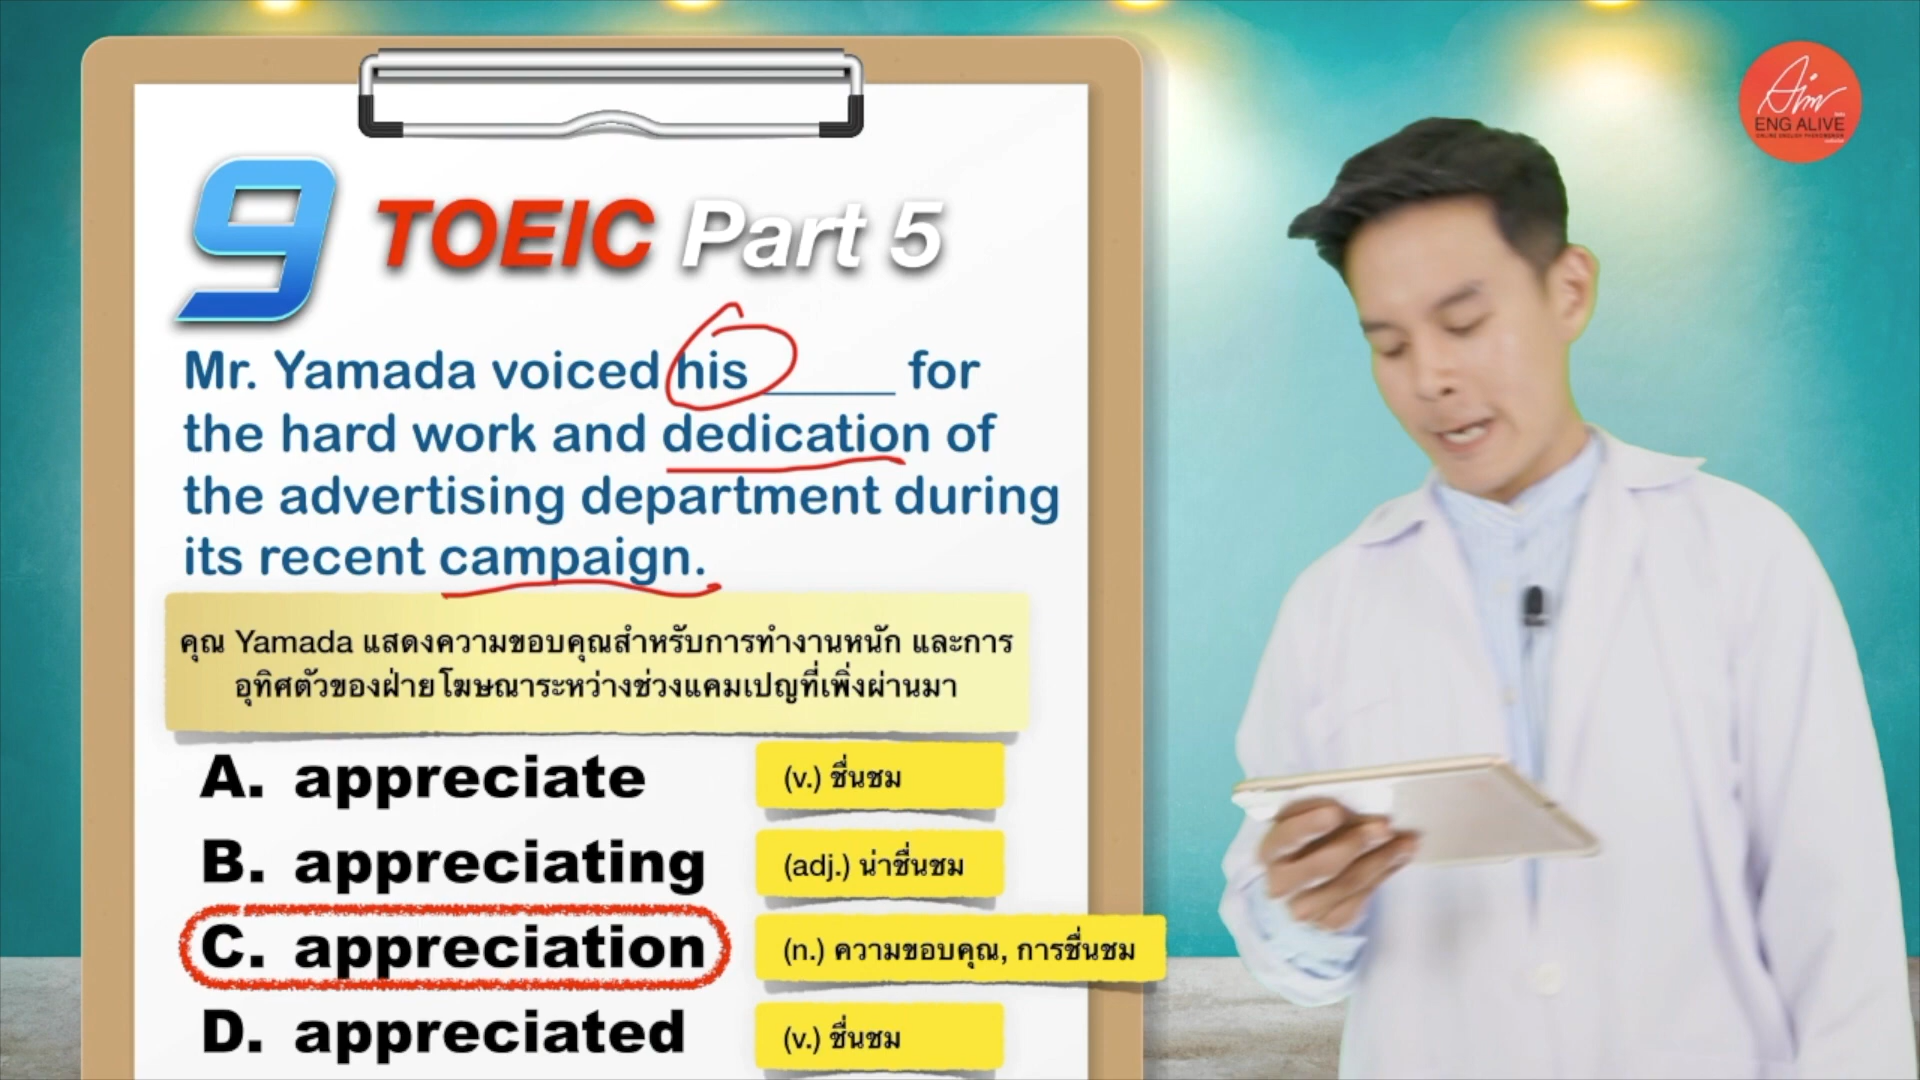 9 TOEIC Part 5
Mr. Yamada voiced his _____ for
the hard work and dedication of
the advertising department during
its recent campaign.
คุณ Yamada แสดงความขอบคุณสำหรับการทำงานหนัก และการ
อุทิศตัวของฝ่ายโฆษณาระหว่างช่วงแคมเปญที่เพิ่งผ่านมา
A. appreciate (v.) ชื่นชม
B. appreciating (adj.) น่าชื่นชม
C. appreciation (n.) ความขอบคุณ, การชื่นชม
D. appreciated (v.) ชื่นชม
Aim
ENG ALIVE